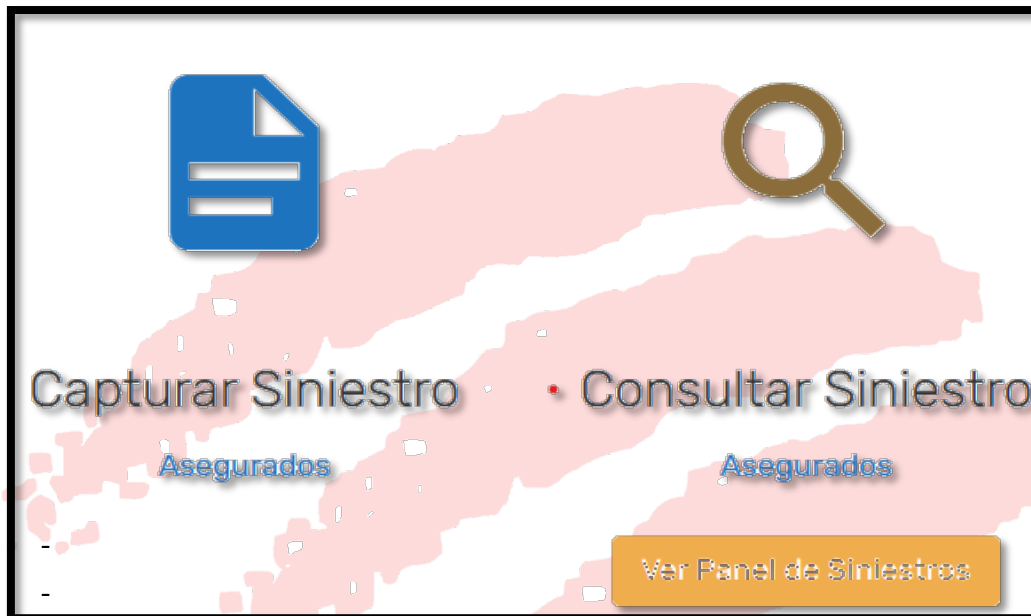 Capturar Siniestro
Asegurados
-
-
Consultar Siniestro
Asegurados
Ver Panel de Siniestros